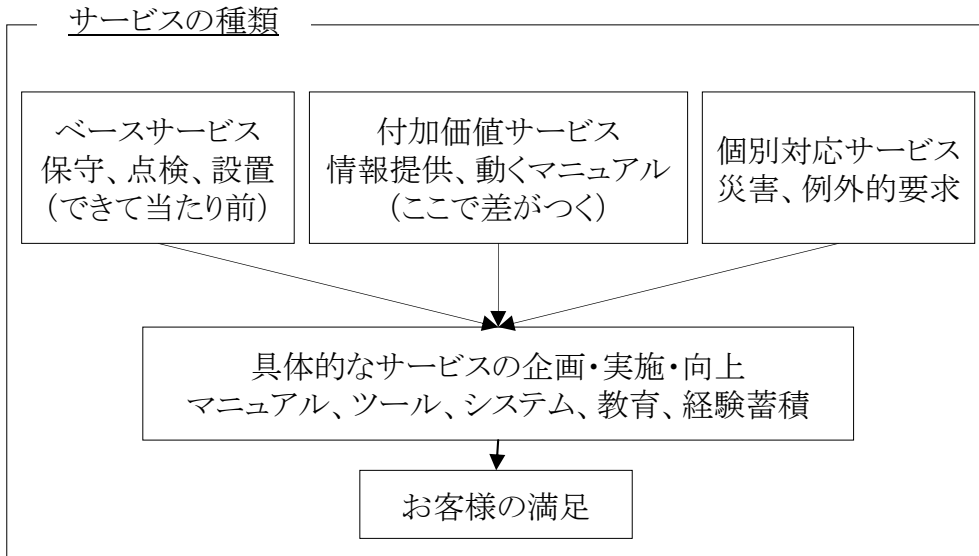 サービスの種類
ベースサービス
保守、点検、設置
(できて当たり前)
付加価値サービス
情報提供、動くマニュアル
(ここで差がつく)
個別対応サービス
災害、例外的要求
具体的なサービスの企画・実施・向上
マニュアル、ツール、システム、教育、経験蓄積
お客様の満足